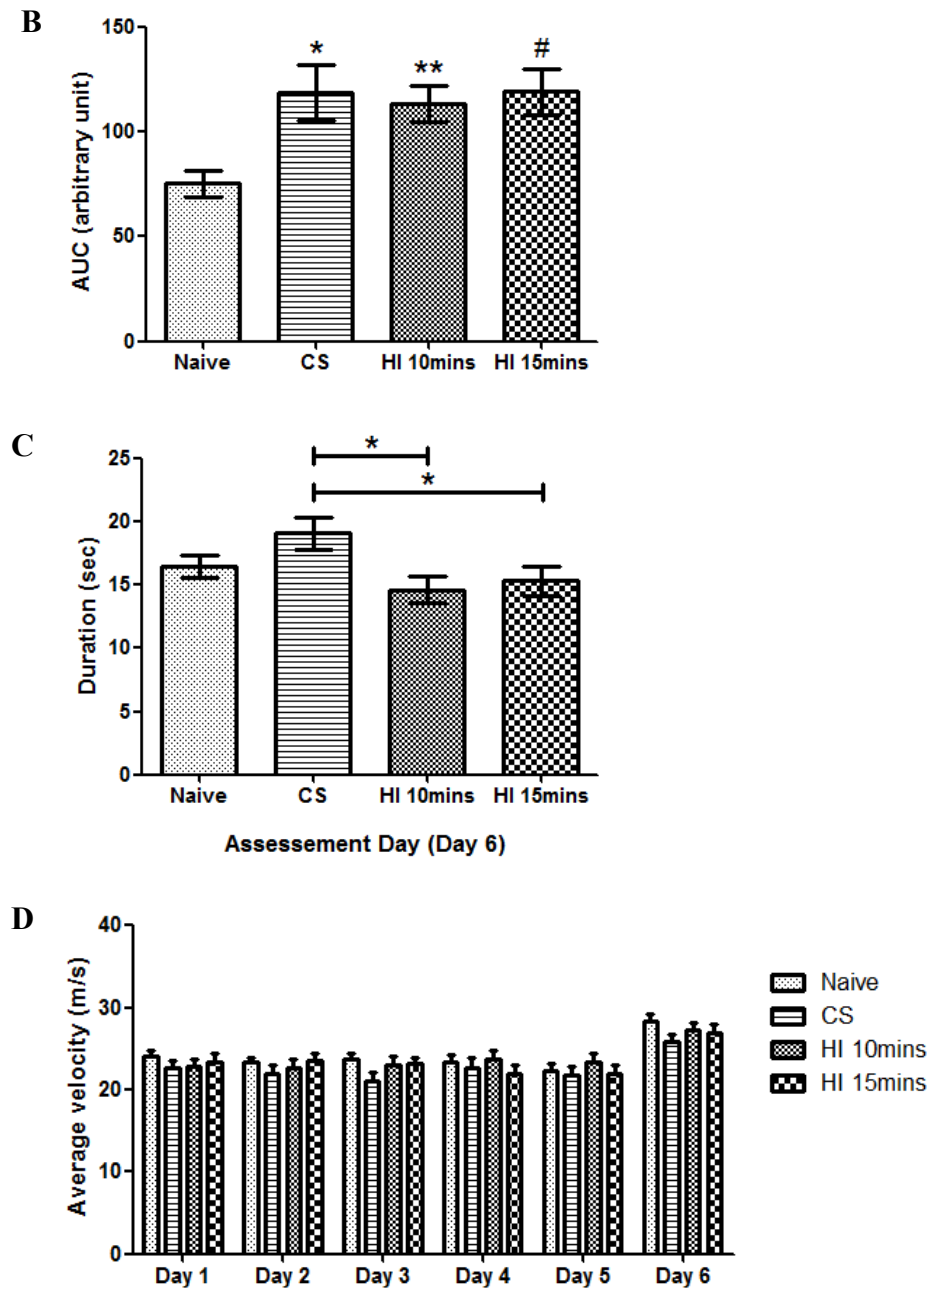 B
AUC (arbitrary unit)
150
100
50
0
*
**
#
Naive CS HI 10mins HI 15mins
C
Duration (sec)
25
20
15
10
5
0
*
*
Naive CS HI 10mins HI 15mins
Assessement Day (Day 6)
D
Average velocity (m/s)
40
30
20
10
0
Day 1 Day 2 Day 3 Day 4 Day 5 Day 6
Naive
CS
HI 10mins
HI 15mins